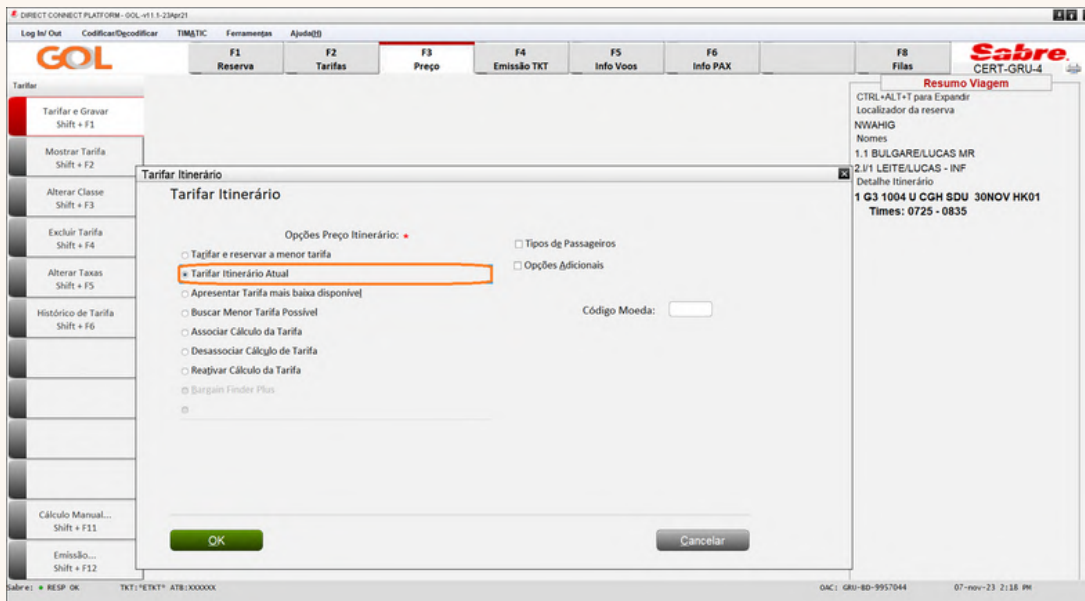 DIRECT CONNECT PLATFORM - GOL -v11.1-23Apr21
Log In/ Out Codificar/Decodificar TIMATIC Ferramentas Ajuda(H)
GOL
F1 Reserva
F2 Tarifas
F3 Preço
F4 Emissão TKT
F5 Info Voos
F6 Info PAX
F8 Filas
Sabre.
CERT-GRU-4
Tarifar
Tarifar e Gravar
Shift + F1
Mostrar Tarifa
Shift + F2
Alterar Classe
Shift + F3
Excluir Tarifa
Shift + F4
Alterar Taxas
Shift + F5
Histórico de Tarifa
Shift + F6
Cálculo Manual...
Shift + F11
Emissão...
Shift + F12
Tarifar Itinerário
Tarifar Itinerário
Opções Preço Itinerário: *
Tarifar e reservar a menor tarifa
Tarifar Itinerário Atual
Apresentar Tarifa mais baixa disponível
Buscar Menor Tarifa Possível
Associar Cálculo da Tarifa
Desassociar Cálculo de Tarifa
Reativar Cálculo da Tarifa
Bargain Finder Plus
Tipos de Passageiros
Opções Adicionais
Código Moeda:
OK
Cancelar
Resumo Viagem
CTRL+ALT+T para Expandir
Localizador da reserva
NWAHIG
Nomes
1.1 BULGARE/LUCAS MR
2.I/1 LEITE/LUCAS - INF
Detalhe Itinerário
1 G3 1004 U CGH SDU 30NOV HK01
Times: 0725 - 0835
Sabre: RESP OK TKT:*ETKT* ATB:XXXXXX OAC: GRU-BD-9957044 07-nov-23 2:18 PM